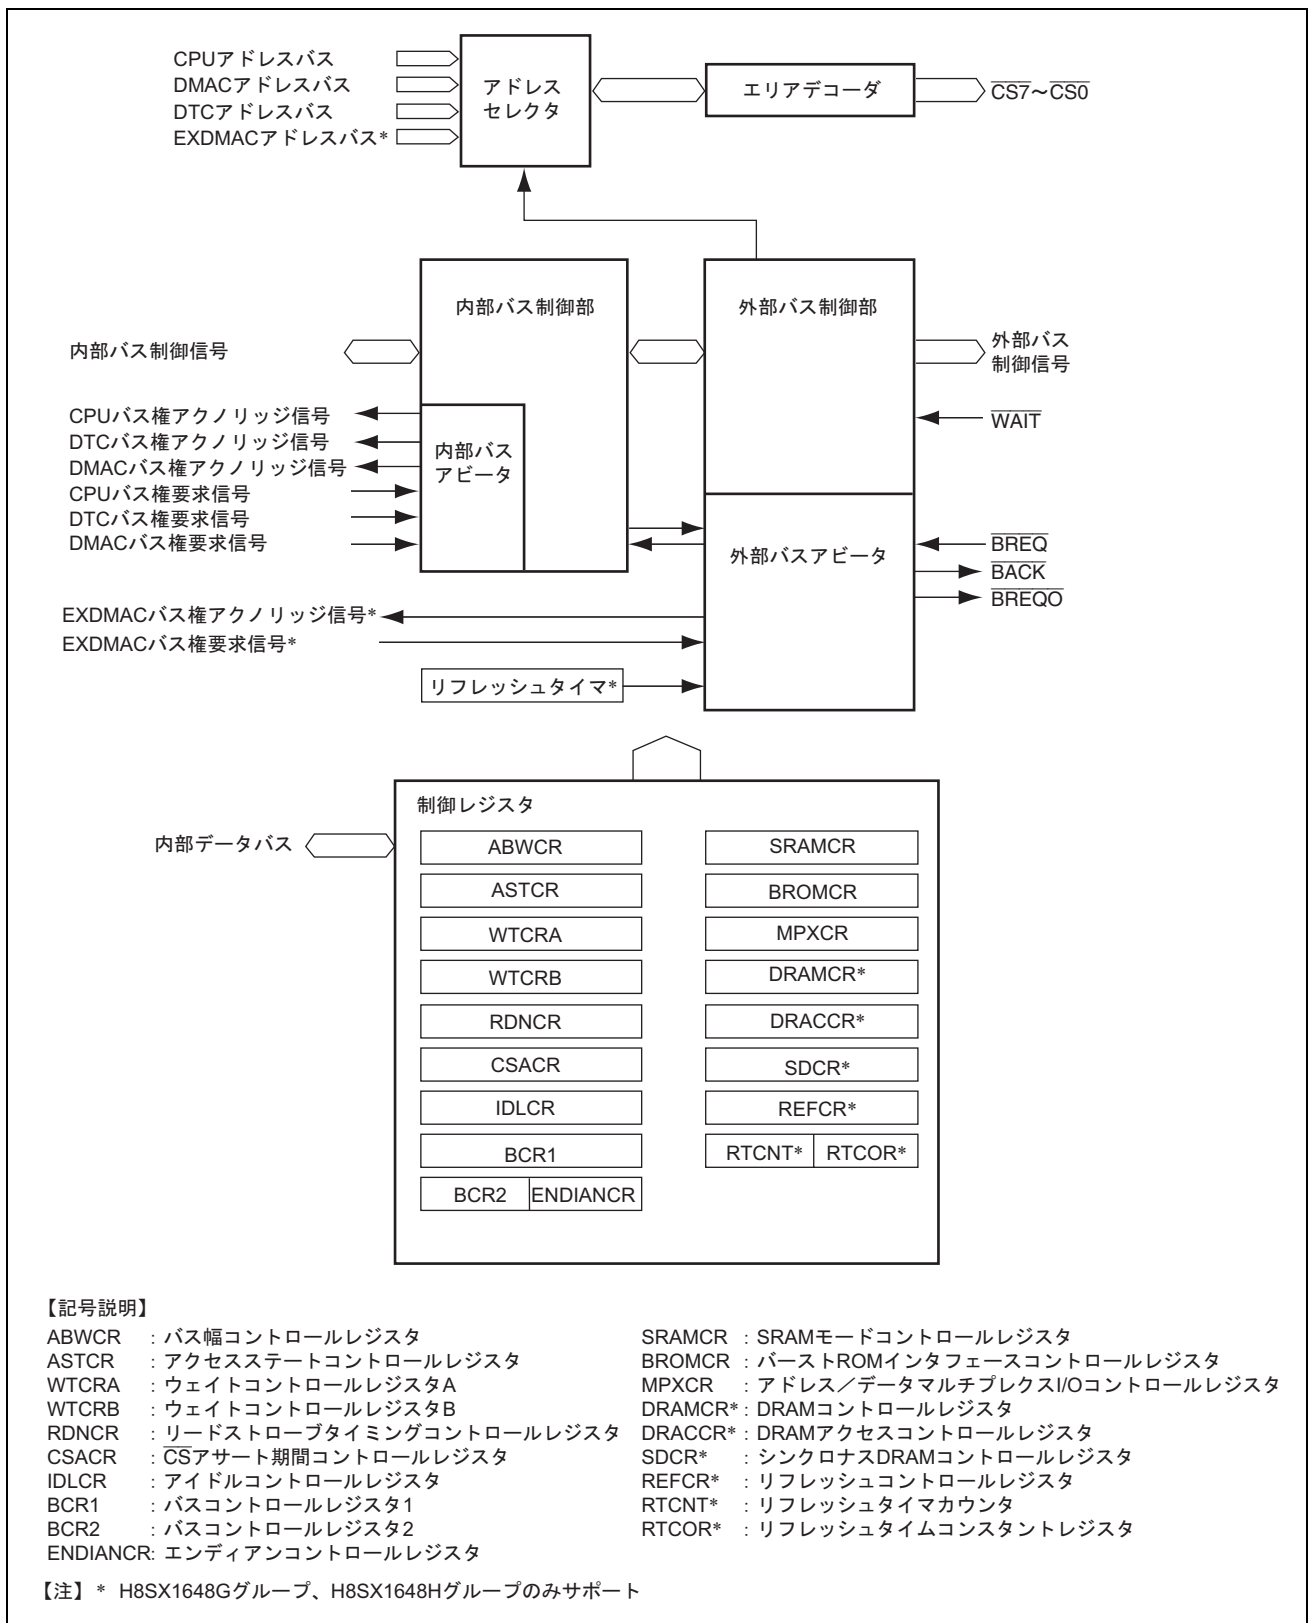 CPUアドレスバス
DMACアドレスバス
DTCアドレスバス
EXDMACアドレスバス*
アドレス
セレクタ
エリアデコーダ
CS7～CS0
内部バス制御部
外部バス制御部
内部バス制御信号
外部バス
制御信号
CPUバス権アクノリッジ信号
DTCバス権アクノリッジ信号
DMACバス権アクノリッジ信号
CPUバス権要求信号
DTCバス権要求信号
DMACバス権要求信号
内部バス
アビータ
WAIT
外部バスアビータ
BREQ
BACK
BREQO
EXDMACバス権アクノリッジ信号*
EXDMACバス権要求信号*
リフレッシュタイマ*
制御レジスタ
内部データバス
ABWCR
ASTCR
WTCRA
WTCRB
RDNCR
CSACR
IDLCR
BCR1
BCR2 ENDIANCR
SRAMCR
BROMCR
MPXCR
DRAMCR*
DRACCR*
SDCR*
REFCR*
RTCNT* RTCOR*
【記号説明】
ABWCR : バス幅コントロールレジスタ
ASTCR : アクセスステートコントロールレジスタ
WTCRA : ウェイトコントロールレジスタA
WTCRB : ウェイトコントロールレジスタB
RDNCR : リードストローブタイミングコントロールレジスタ
CSACR : CSアサート期間コントロールレジスタ
IDLCR : アイドルコントロールレジスタ
BCR1 : バスコントロールレジスタ1
BCR2 : バスコントロールレジスタ2
ENDIANCR: エンディアンコントロールレジスタ
SRAMCR : SRAMモードコントロールレジスタ
BROMCR : バーストROMインタフェースコントロールレジスタ
MPXCR : アドレス／データマルチプレクスI/Oコントロールレジスタ
DRAMCR* : DRAMコントロールレジスタ
DRACCR* : DRAMアクセスコントロールレジスタ
SDCR* : シンクロナスDRAMコントロールレジスタ
REFCR* : リフレッシュコントロールレジスタ
RTCNT* : リフレッシュタイマカウンタ
RTCOR* : リフレッシュタイムコンスタントレジスタ
【注】* H8SX1648Gグループ、H8SX1648Hグループのみサポート